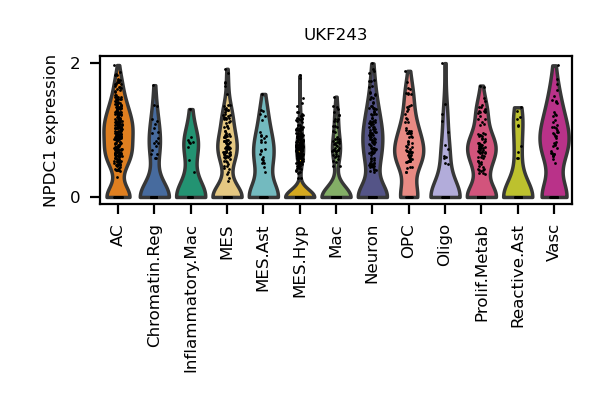 UKF243
NPDC1 expression
2
0
AC
Chromatin.Reg
Inflammatory.Mac
MES
MES.Ast
MES.Hyp
Mac
Neuron
OPC
Oligo
Prolif.Metab
Reactive.Ast
Vasc